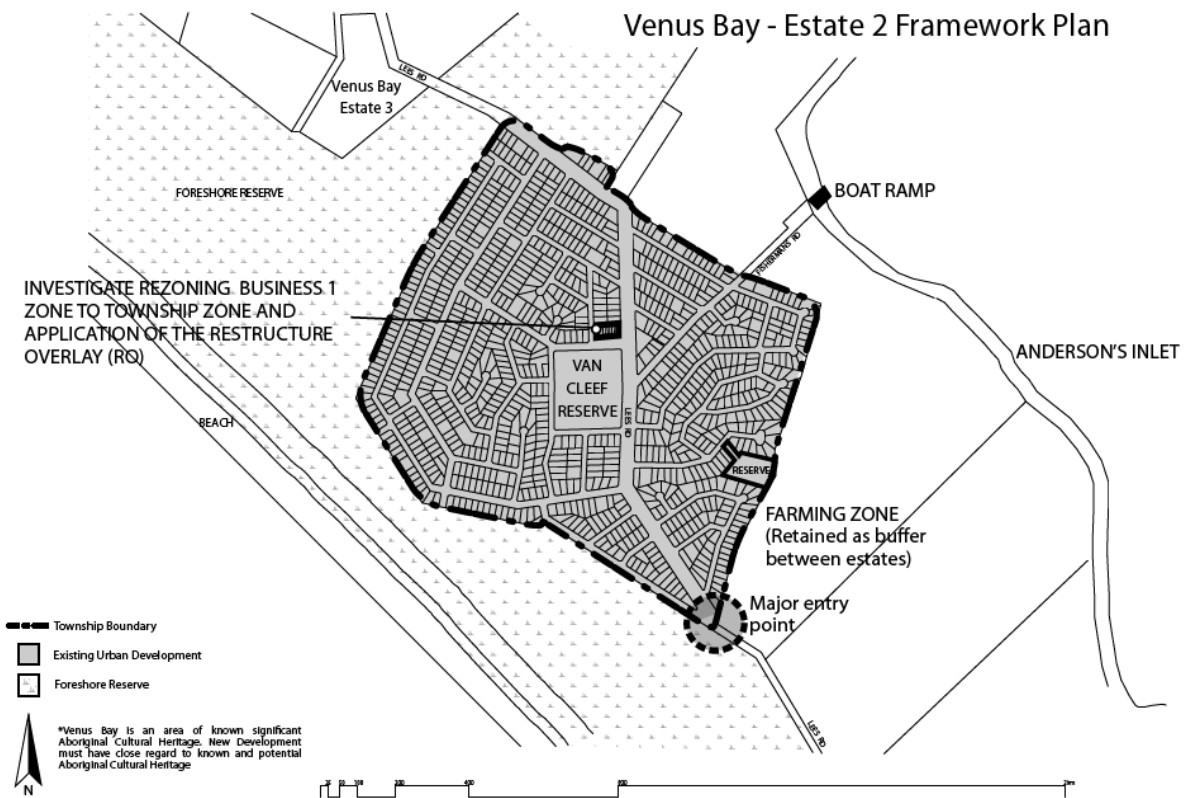 Venus Bay - Estate 2 Framework Plan
LEES RD
Venus Bay
Estate 3
FORESHORE RESERVE
BOAT RAMP
FISHERMANS RD
INVESTIGATE REZONING BUSINESS 1
ZONE TO TOWNSHIP ZONE AND
APPLICATION OF THE RESTRUCTURE
OVERLAY (RO)
ANDERSON'S INLET
VAN
CLEEF
RESERVE
LEES RD
BEACH
RESERVE
FARMING ZONE
(Retained as buffer
between estates)
Major entry
point
Township Boundary
Existing Urban Development
Foreshore Reserve
LEES RD
*Venus Bay is an area of known significant
Aboriginal Cultural Heritage. New Development
must have close regard to known and potential
Aboriginal Cultural Heritage
N